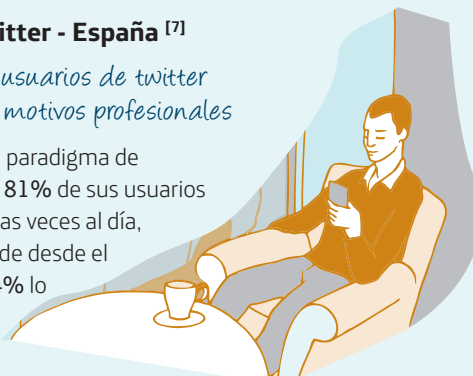 itter - España [7]
usuarios de twitter
motivos profesionales
paradigma de
81% de sus usuarios
as veces al día,
de desde el
% lo